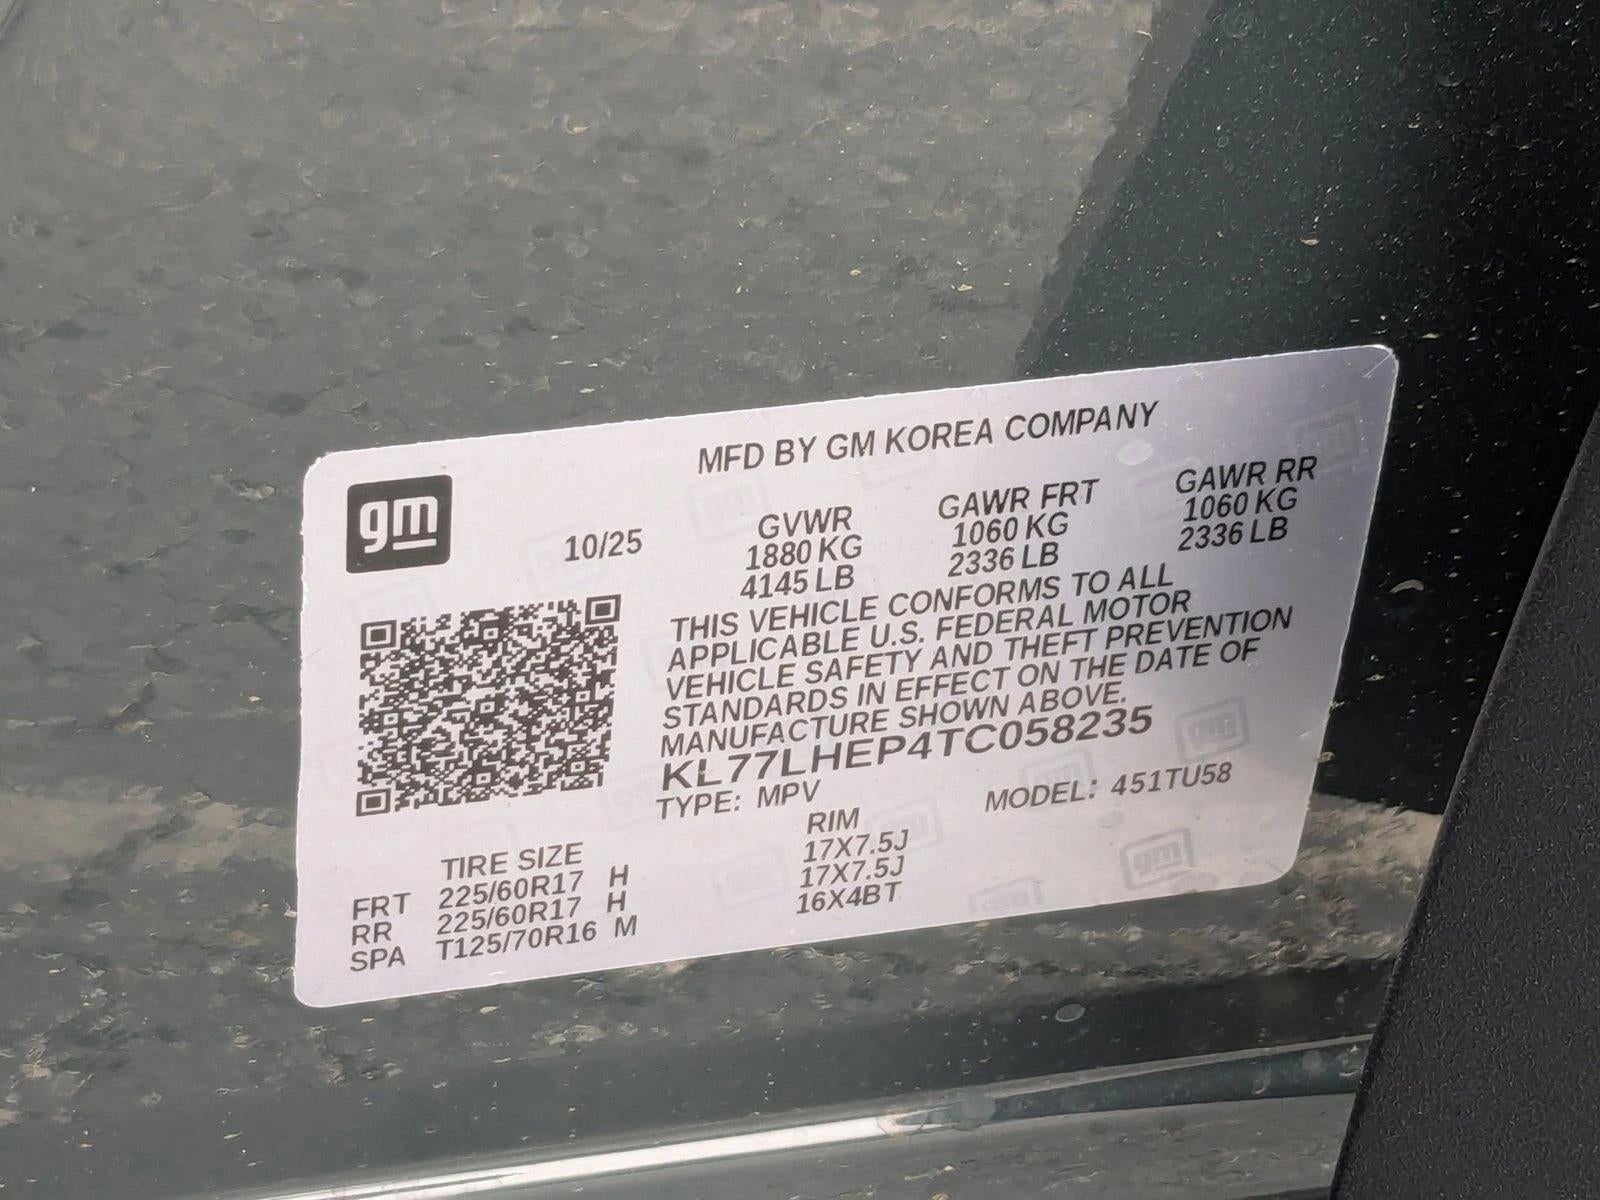 MFD BY GM KOREA COMPANY
gm
10/25
GVWR GAWR FRT GAWR RR
1880 KG 1060 KG 1060 KG
4145 LB 2336 LB 2336 LB
THIS VEHICLE CONFORMS TO ALL
APPLICABLE U.S. FEDERAL MOTOR
VEHICLE SAFETY AND THEFT PREVENTION
STANDARDS IN EFFECT ON THE DATE OF
MANUFACTURE SHOWN ABOVE.
KL77LHEP4TC058235
TYPE: MPV MODEL: 451TU58
TIRE SIZE RIM
FRT 225/60R17 H 17X7.5J
RR 225/60R17 H 17X7.5J
SPA T125/70R16 M 16X4BT